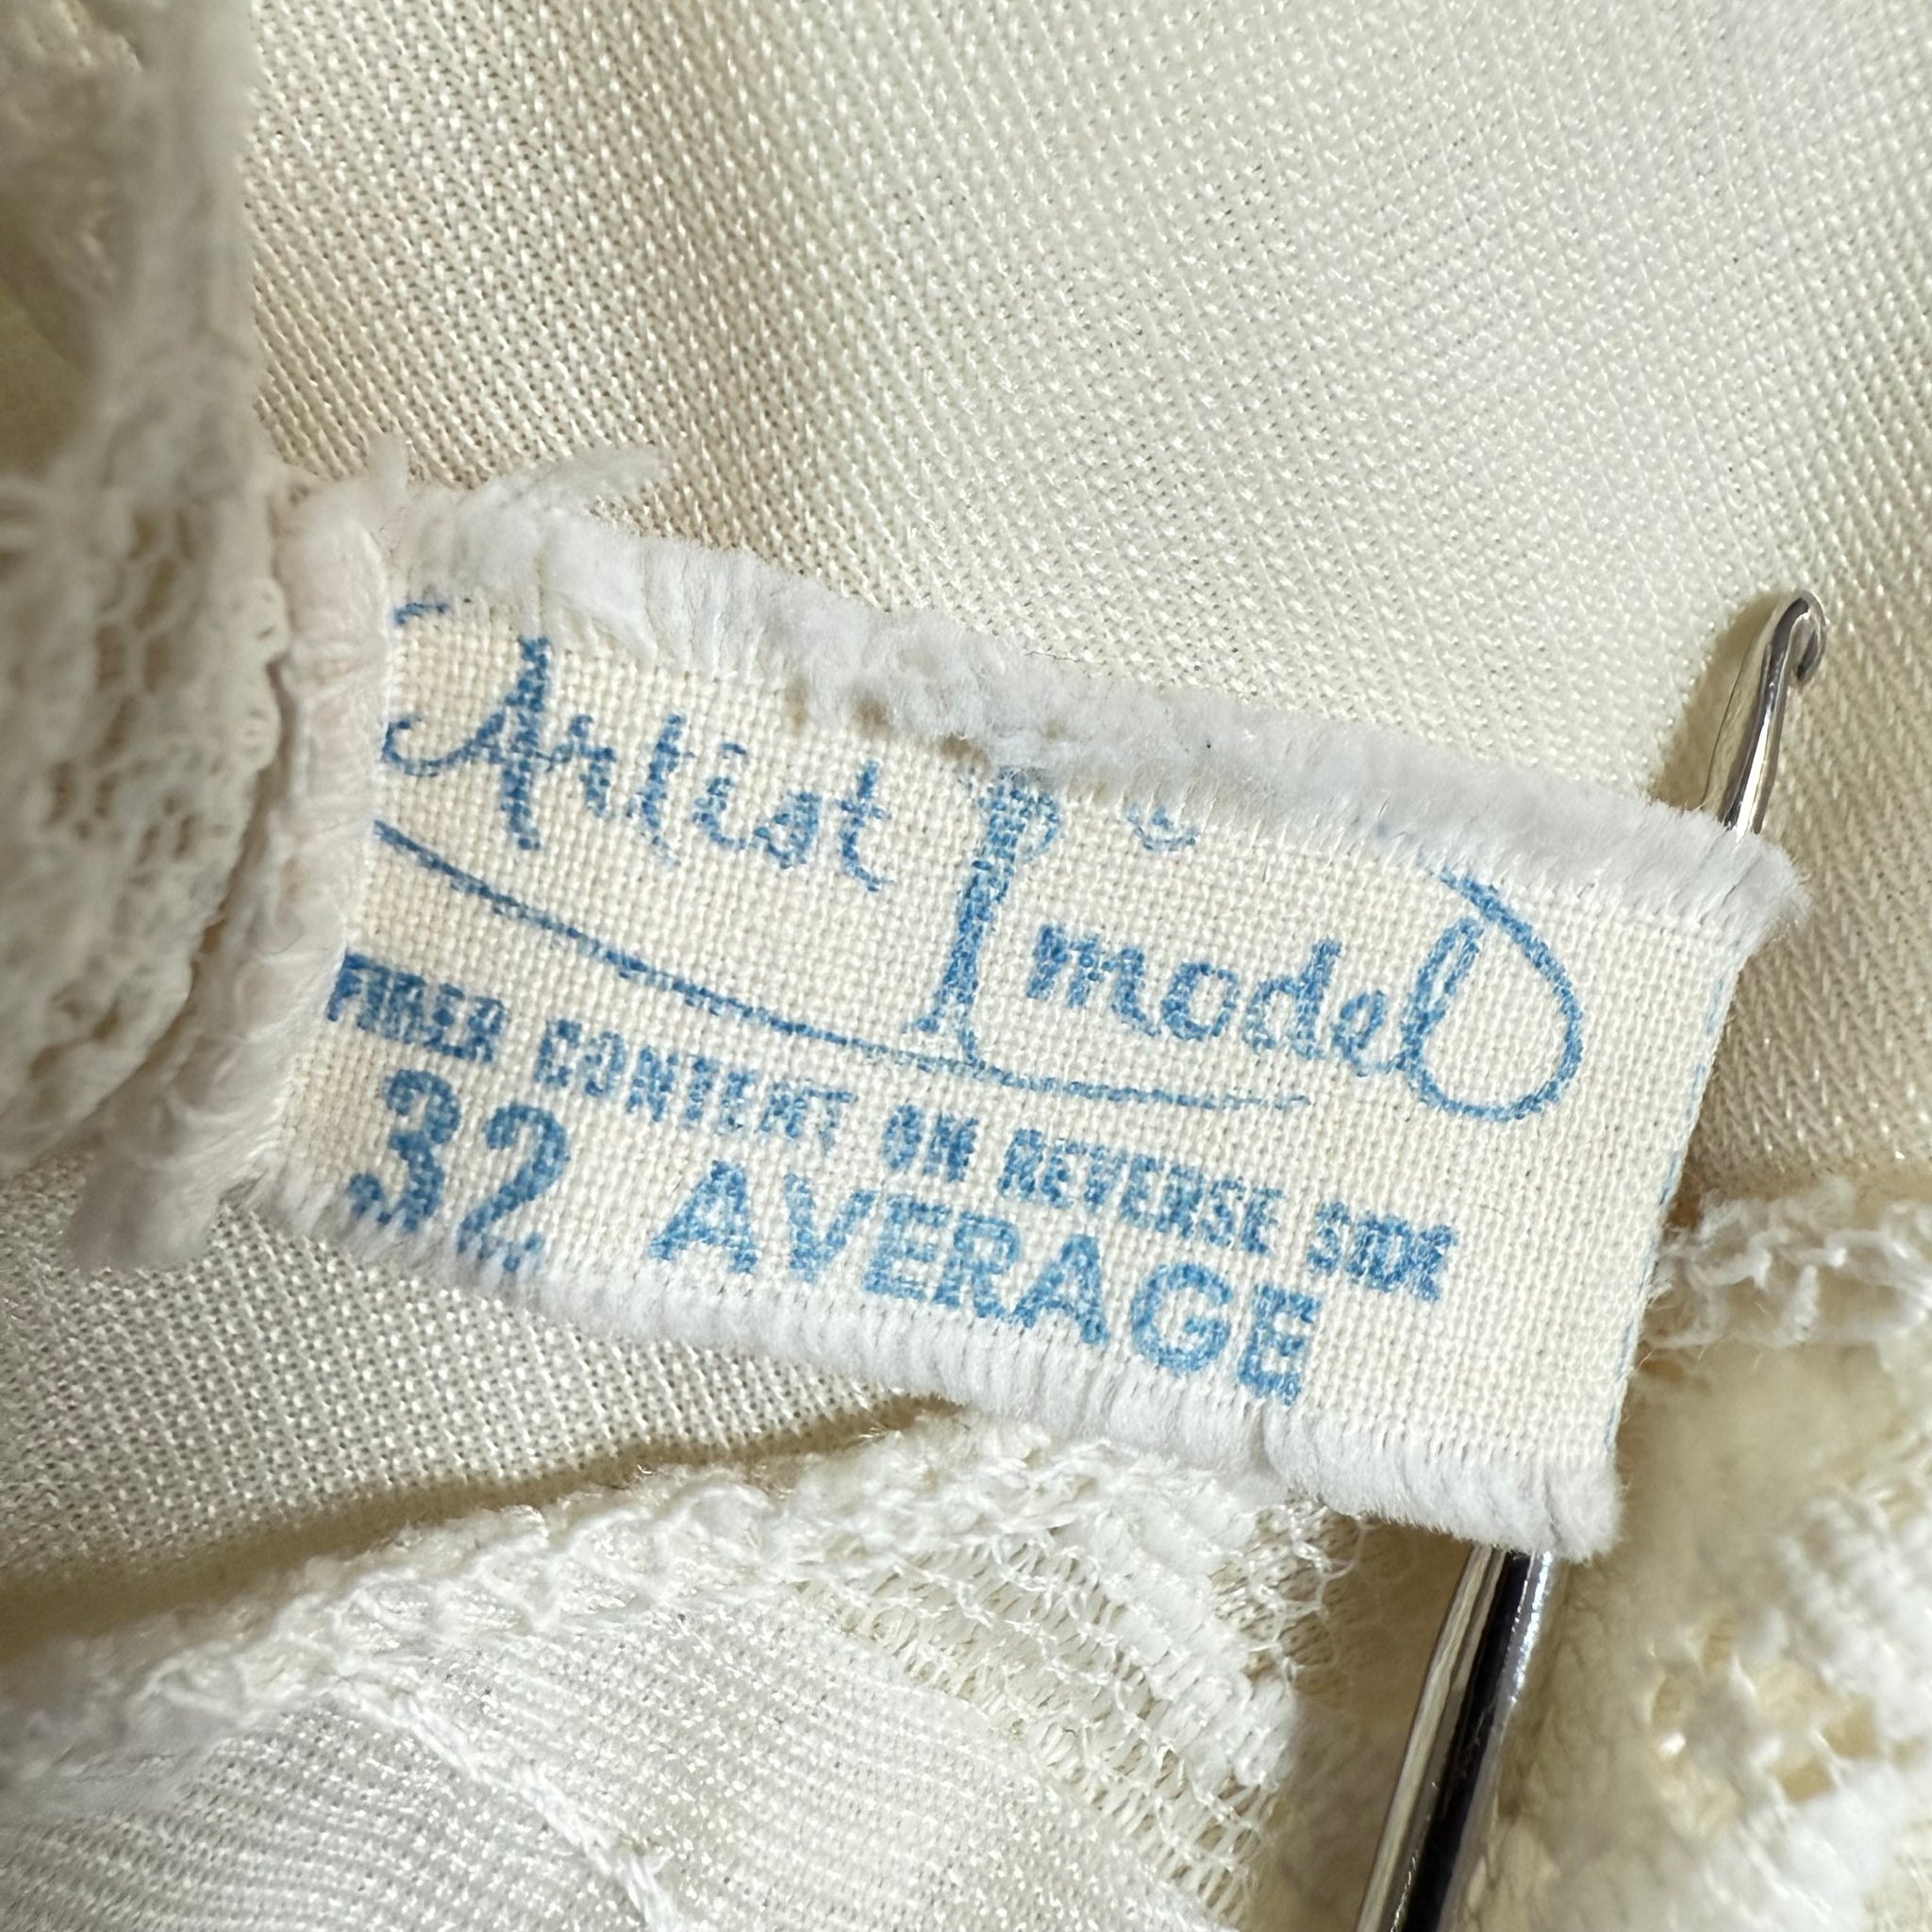 Artist model
FIBER CONTENT ON REVERSE SIDE
32 AVERAGE